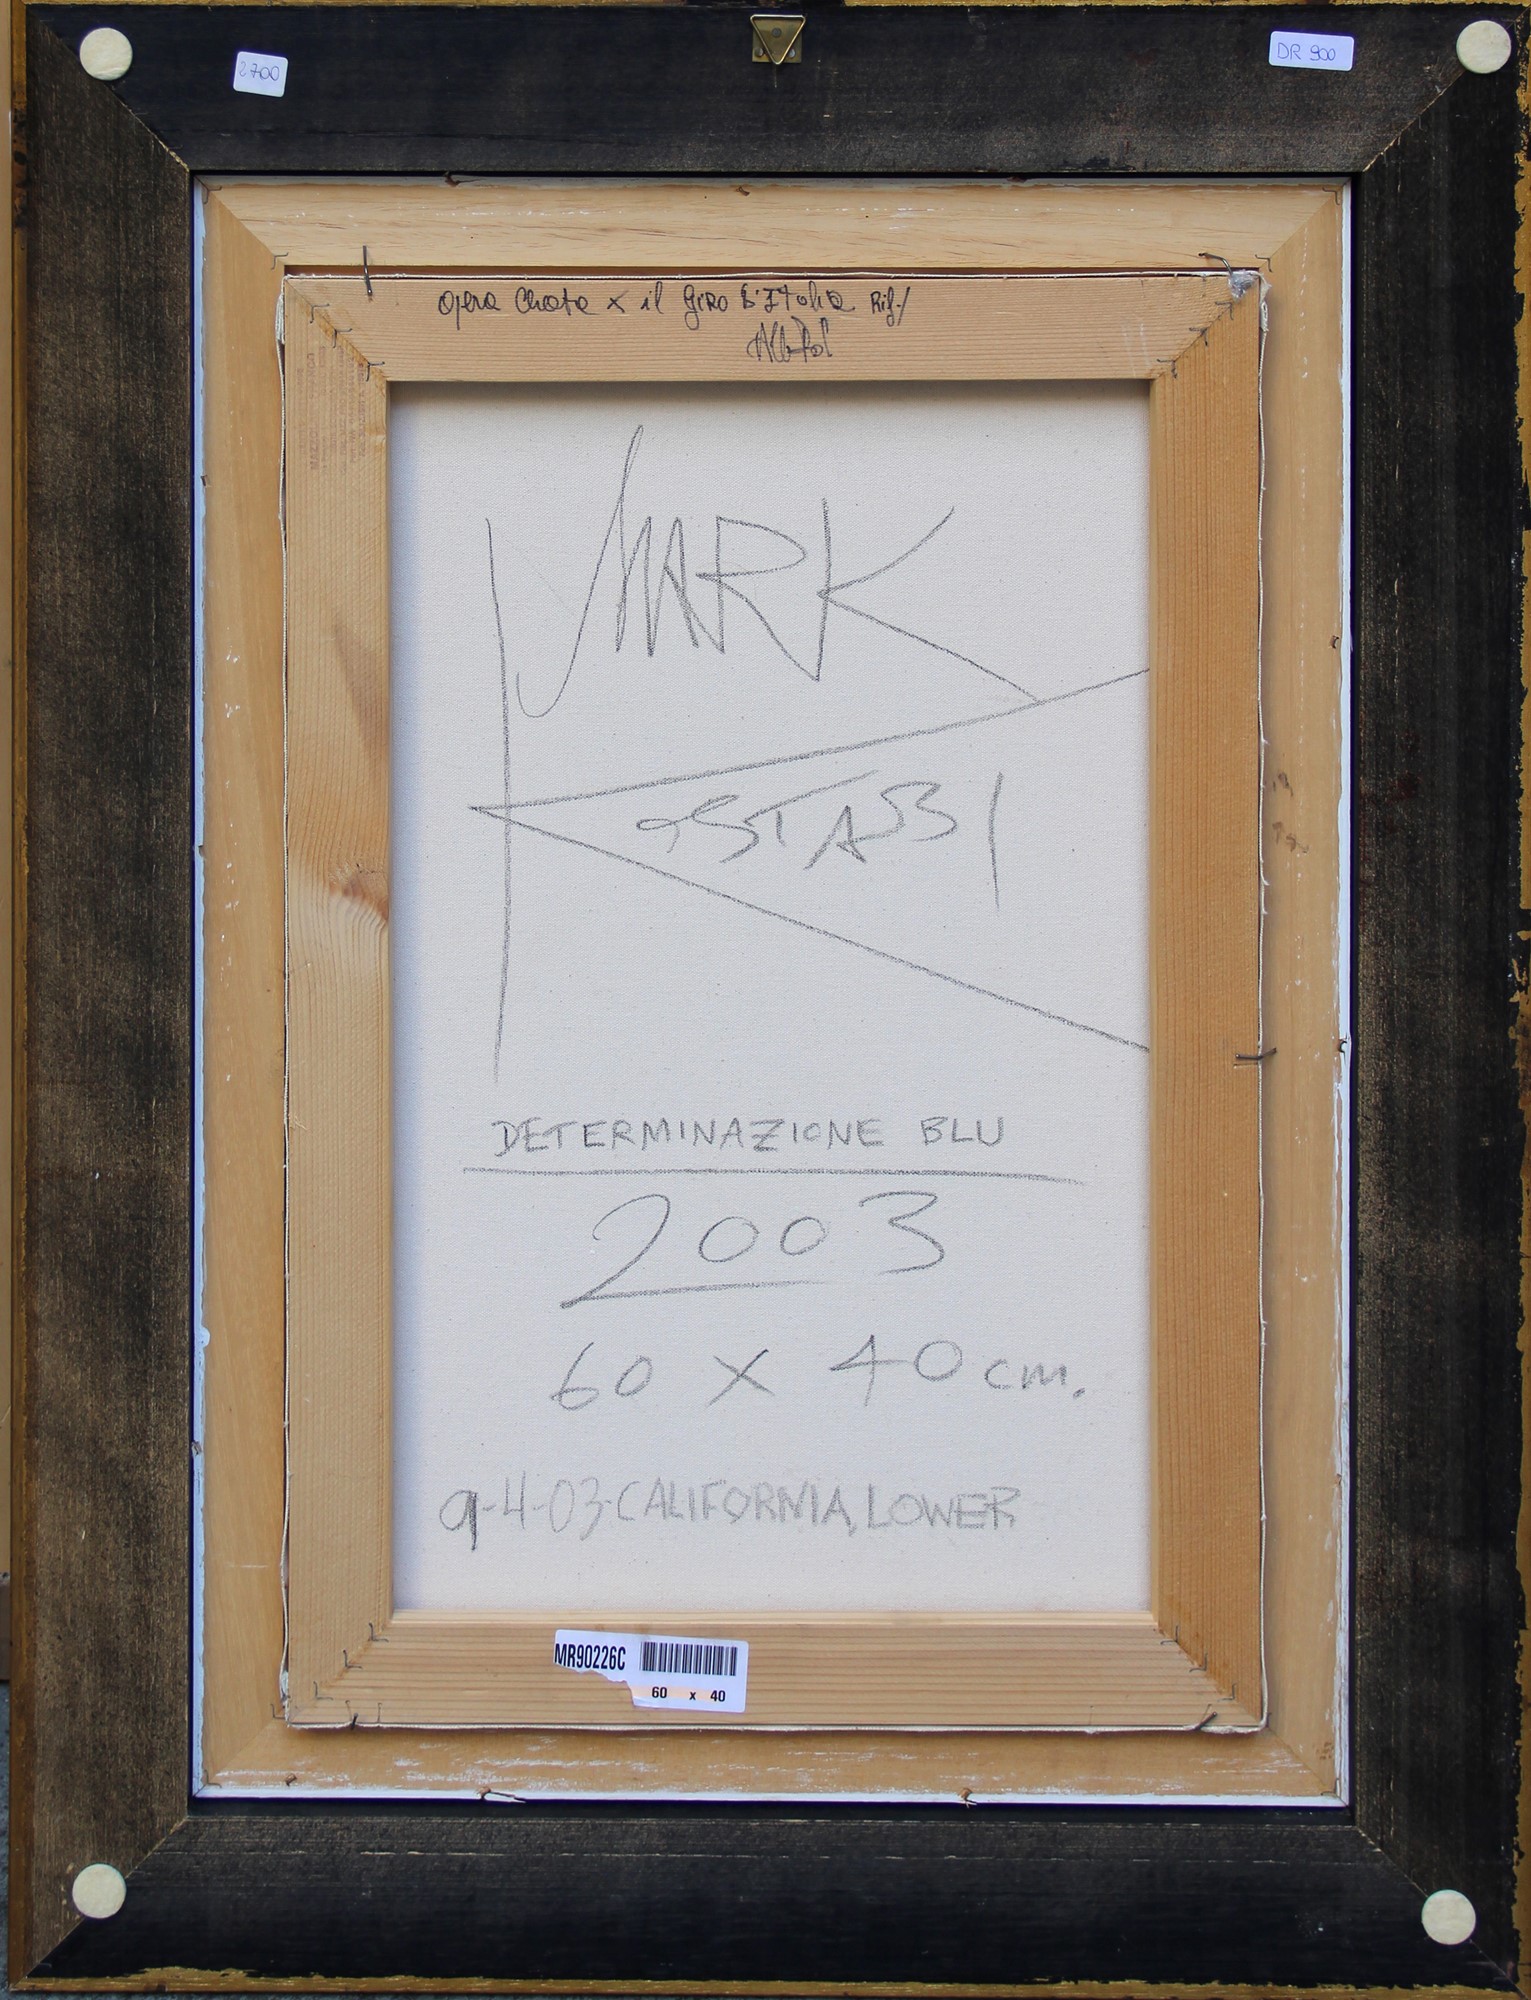 2700
DR 900
opera x il Giro D'Italia Rif/
MARK
KOSTABI
DETERMINAZIONE BLU
2003
60 x 40 cm.
9-4-03-CALIFORNIA, LOWER
MR90226C
60 x 40